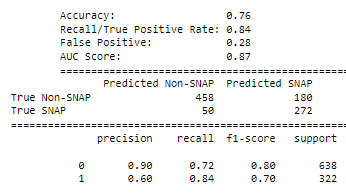 Accuracy: 0.76
Recall/True Positive Rate: 0.84
False Positive: 0.28
AUC Score: 0.87
================================================
Predicted Non-SNAP Predicted SNAP
True Non-SNAP 458 180
True SNAP 50 272
=======================================================
precision recall f1-score support
0 0.90 0.72 0.80 638
1 0.60 0.84 0.70 322